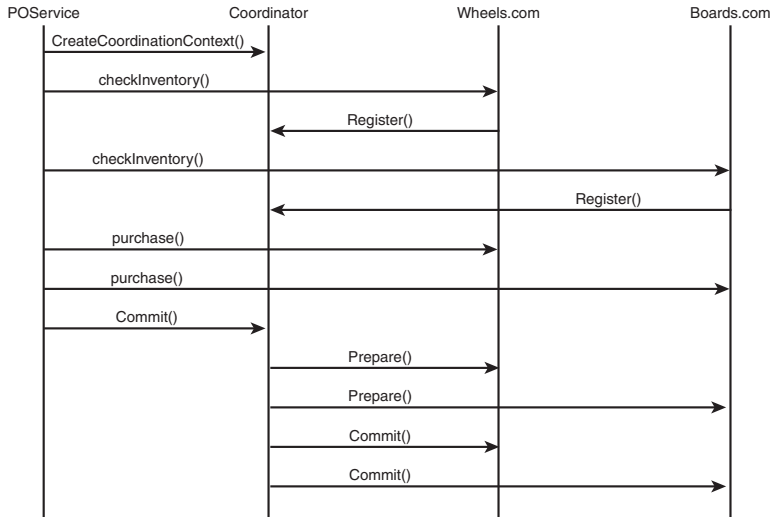 POService Coordinator Wheels.com Boards.com
CreateCoordinationContext()
checkInventory()
Register()
checkInventory()
Register()
purchase()
purchase()
Commit()
Prepare()
Prepare()
Commit()
Commit()